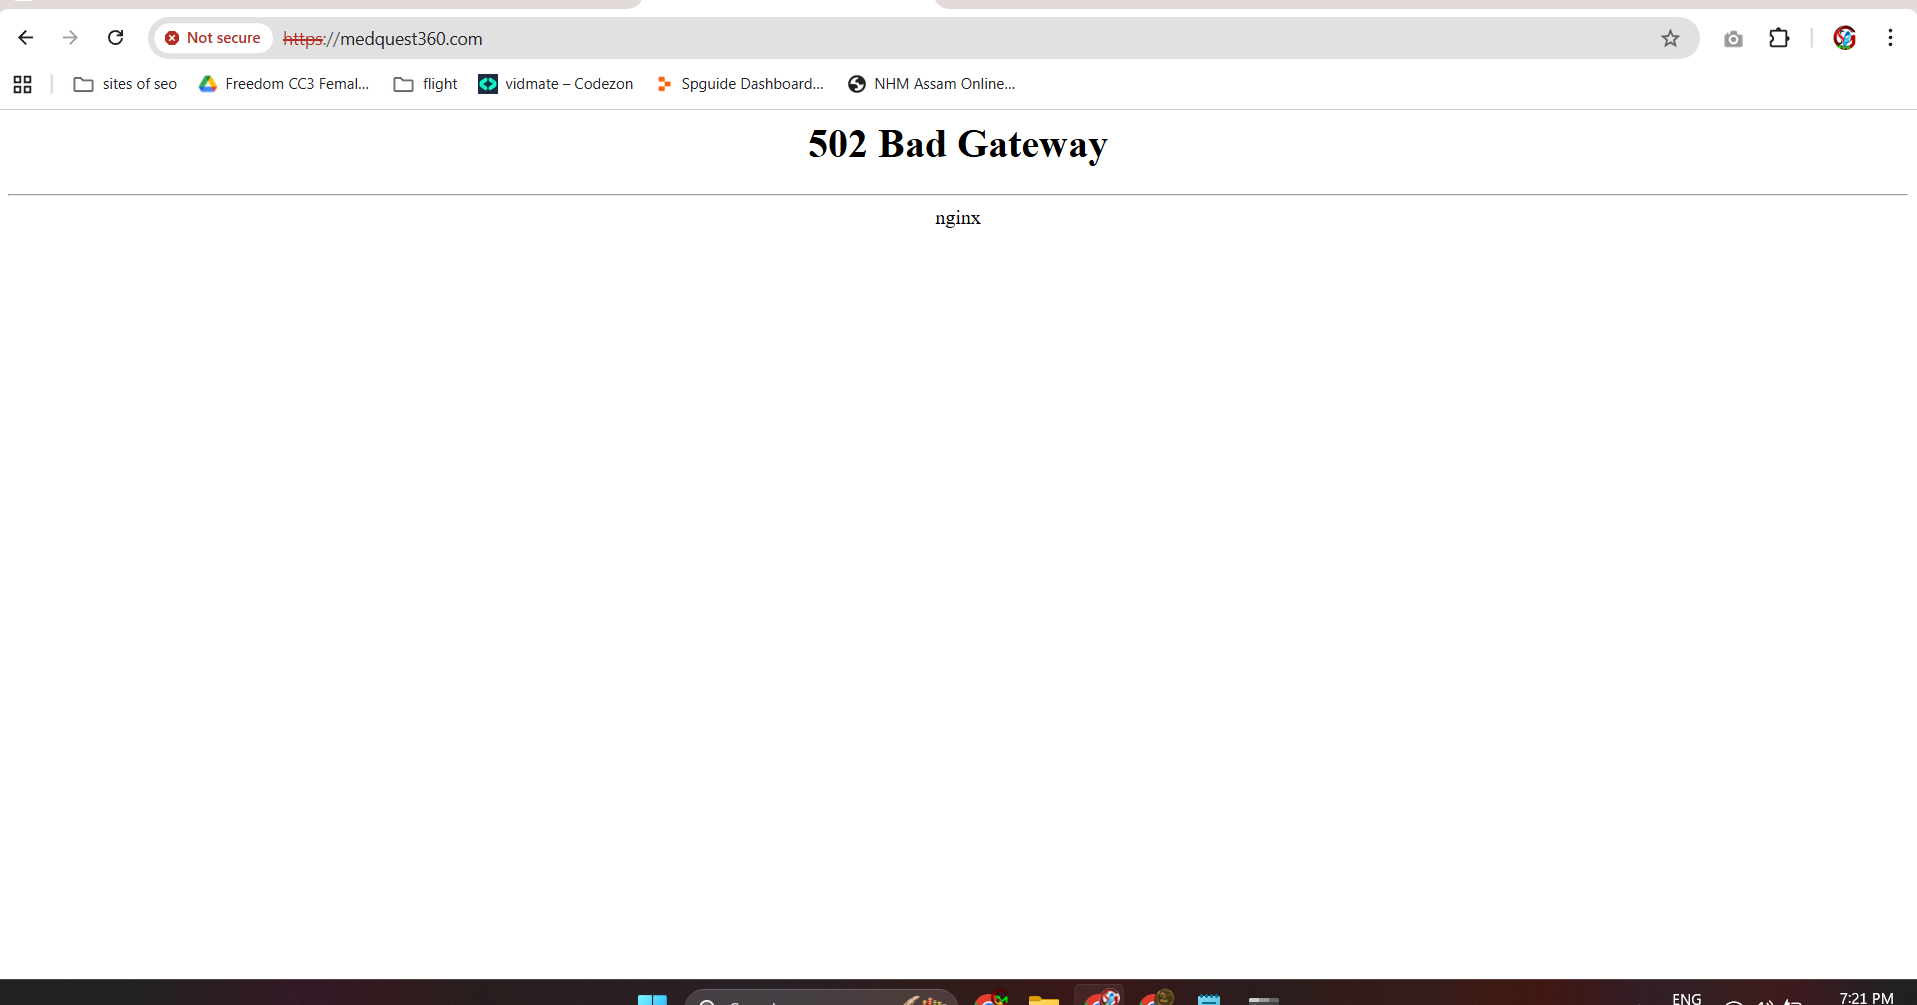 Not secure https://medquest360.com
sites of seo Freedom CC3 Femal... flight vidmate – Codezon Spguide Dashboard... NHM Assam Online...
502 Bad Gateway
nginx
ENG 7:21 PM